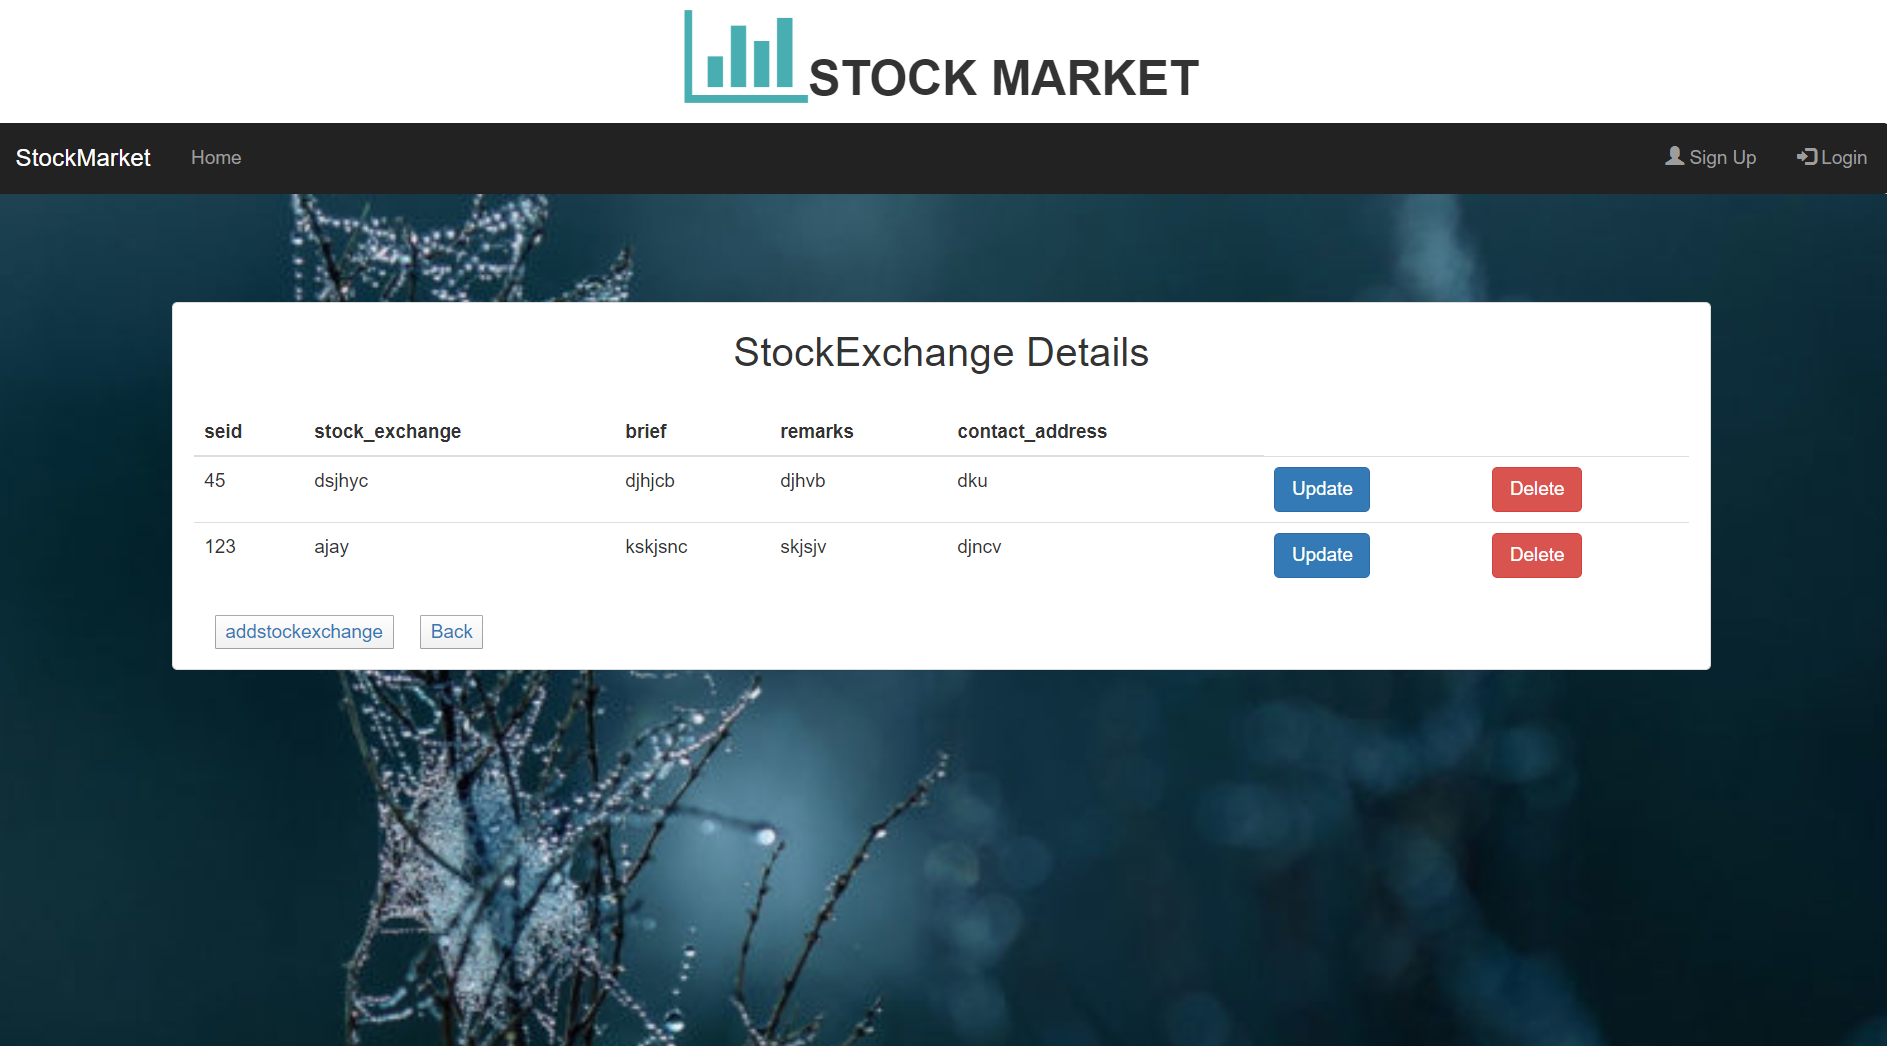 STOCK MARKET
StockMarket Home Sign Up Login
StockExchange Details
seid stock_exchange brief remarks contact_address
45 dsjhyc djhjcb djhvb dku Update Delete
123 ajay kskjsnc skjsjv djncv Update Delete
addstockexchange Back